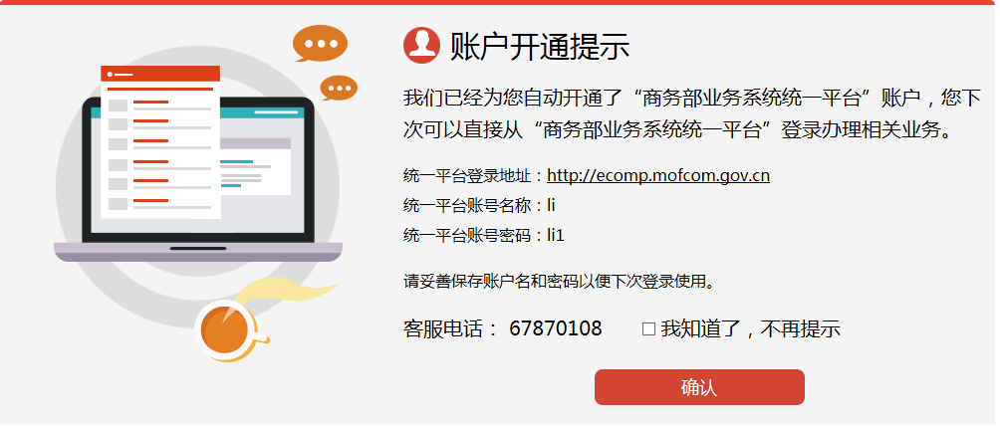 账户开通提示
我们已经为您自动开通了“商务部业务系统统一平台”账户，您下
次可以直接从“商务部业务系统统一平台”登录办理相关业务。
统一平台登录地址：http://ecomp.mofcom.gov.cn
统一平台账号名称：li
统一平台账号密码：li1
请妥善保存账户名和密码以便下次登录使用。
客服电话： 67870108 我知道了，不再提示
确认